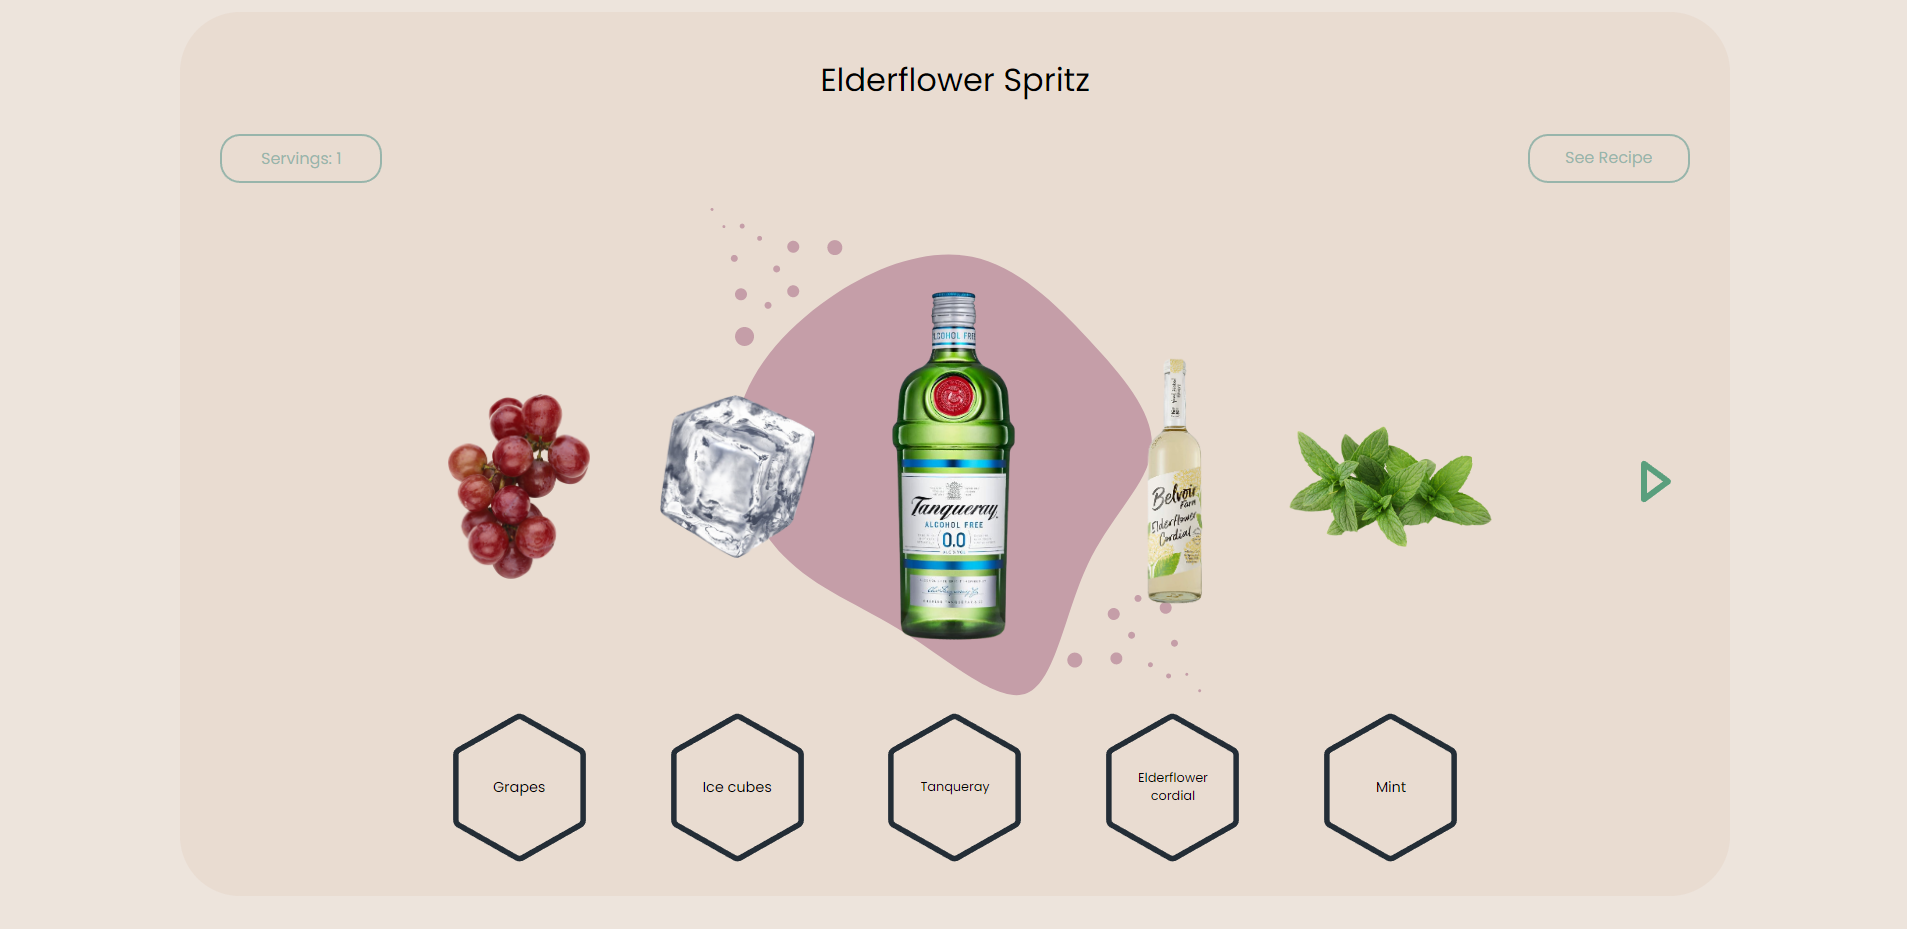 Elderflower Spritz
Servings: 1
See Recipe
ALCOHOL FREE
Tanqueray
ALCOHOL FREE
0.0
Belvoir
Farm
Elderflower
Cordial
Grapes
Ice cubes
Tanqueray
Elderflower
cordial
Mint